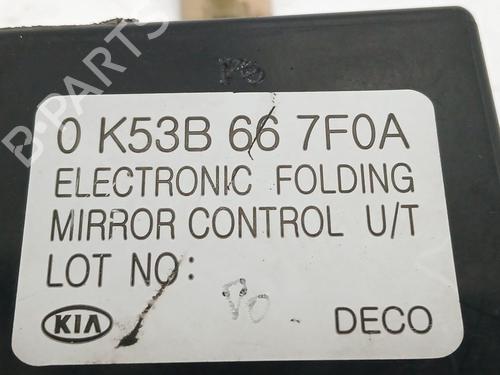 B-PARTS
0 K53B 66 7F0A
ELECTRONIC FOLDING
MIRROR CONTROL U/T
LOT NO:
KIA DECO